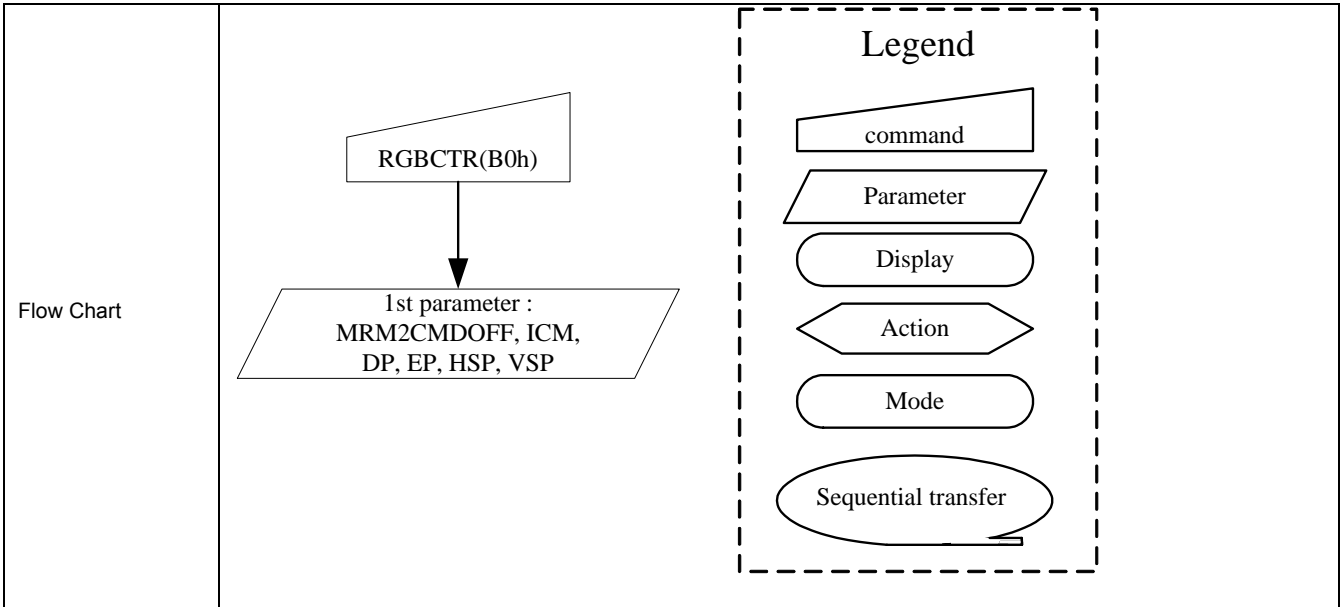 Flow Chart
RGBCTR(B0h)
1st parameter :
MRM2CMDOFF, ICM,
DP, EP, HSP, VSP
Legend
command
Parameter
Display
Action
Mode
Sequential transfer